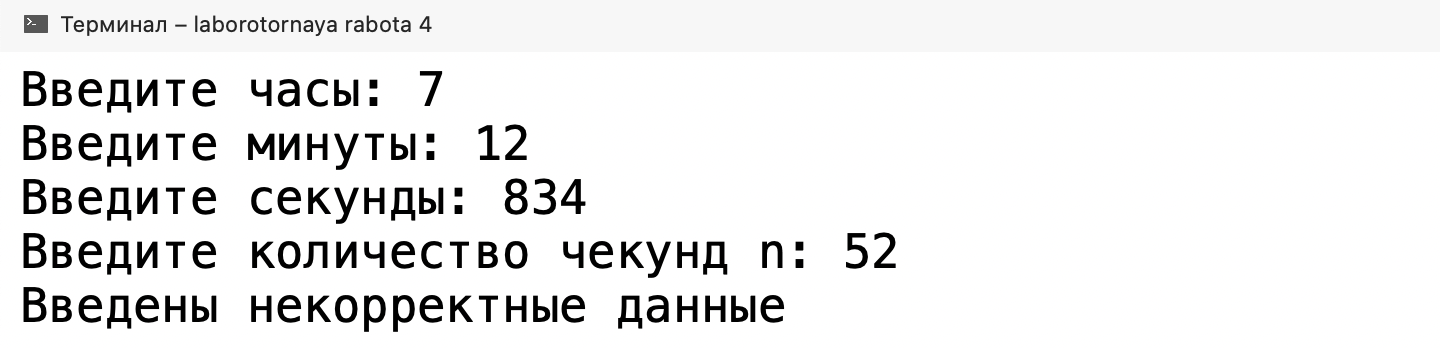 Терминал – laborotornaya rabota 4
Введите часы: 7
Введите минуты: 12
Введите секунды: 834
Введите количество чекунд n: 52
Введены некорректные данные